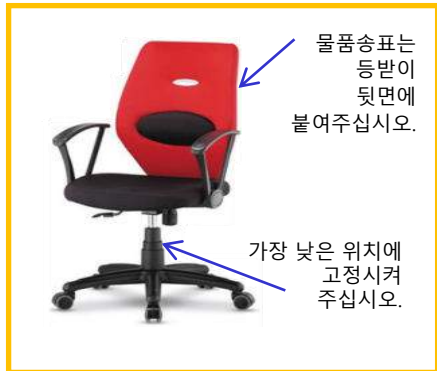 물품송표는
등받이
뒷면에
붙여주십시오.
가장 낮은 위치에
고정시켜
주십시오.